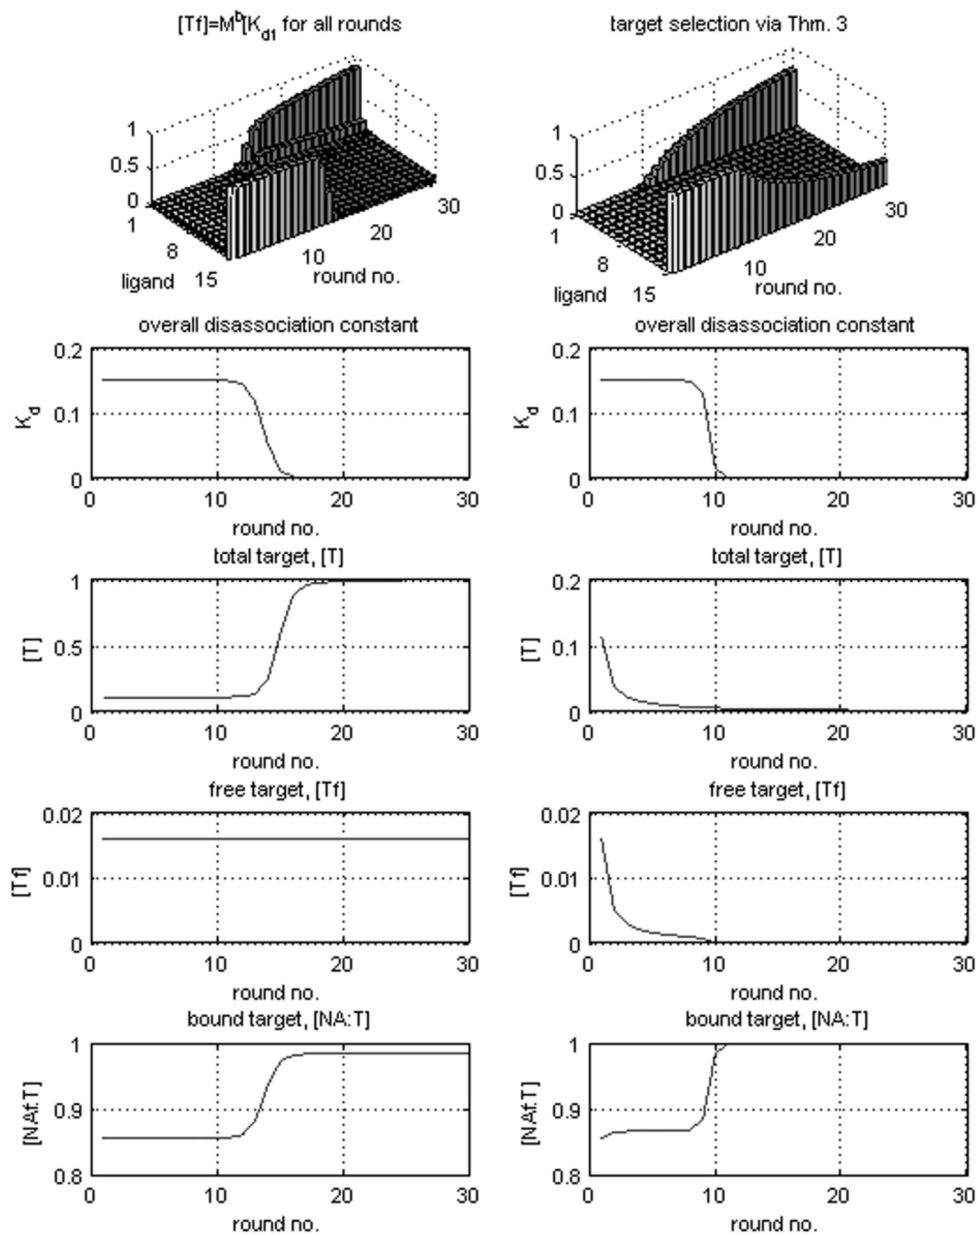 [Tf]=M^b[K_d1 for all rounds
target selection via Thm. 3
1
0.5
0
1
8
15
ligand
10
20
30
round no.
1
0.5
0
1
8
15
ligand
10
20
30
round no.
overall disassociation constant
K_d
0.2
0.1
0
0 10 20 30
round no.
overall disassociation constant
K_d
0.2
0.1
0
0 10 20 30
round no.
total target, [T]
[T]
1
0.5
0
0 10 20 30
round no.
total target, [T]
[T]
0.2
0.1
0
0 10 20 30
round no.
free target, [Tf]
[Tf]
0.02
0.01
0
0 10 20 30
round no.
free target, [Tf]
[Tf]
0.02
0.01
0
0 10 20 30
round no.
bound target, [NA:T]
[NAf.T]
1
0.9
0.8
0 10 20 30
round no.
bound target, [NA:T]
[NAf.T]
1
0.9
0.8
0 10 20 30
round no.